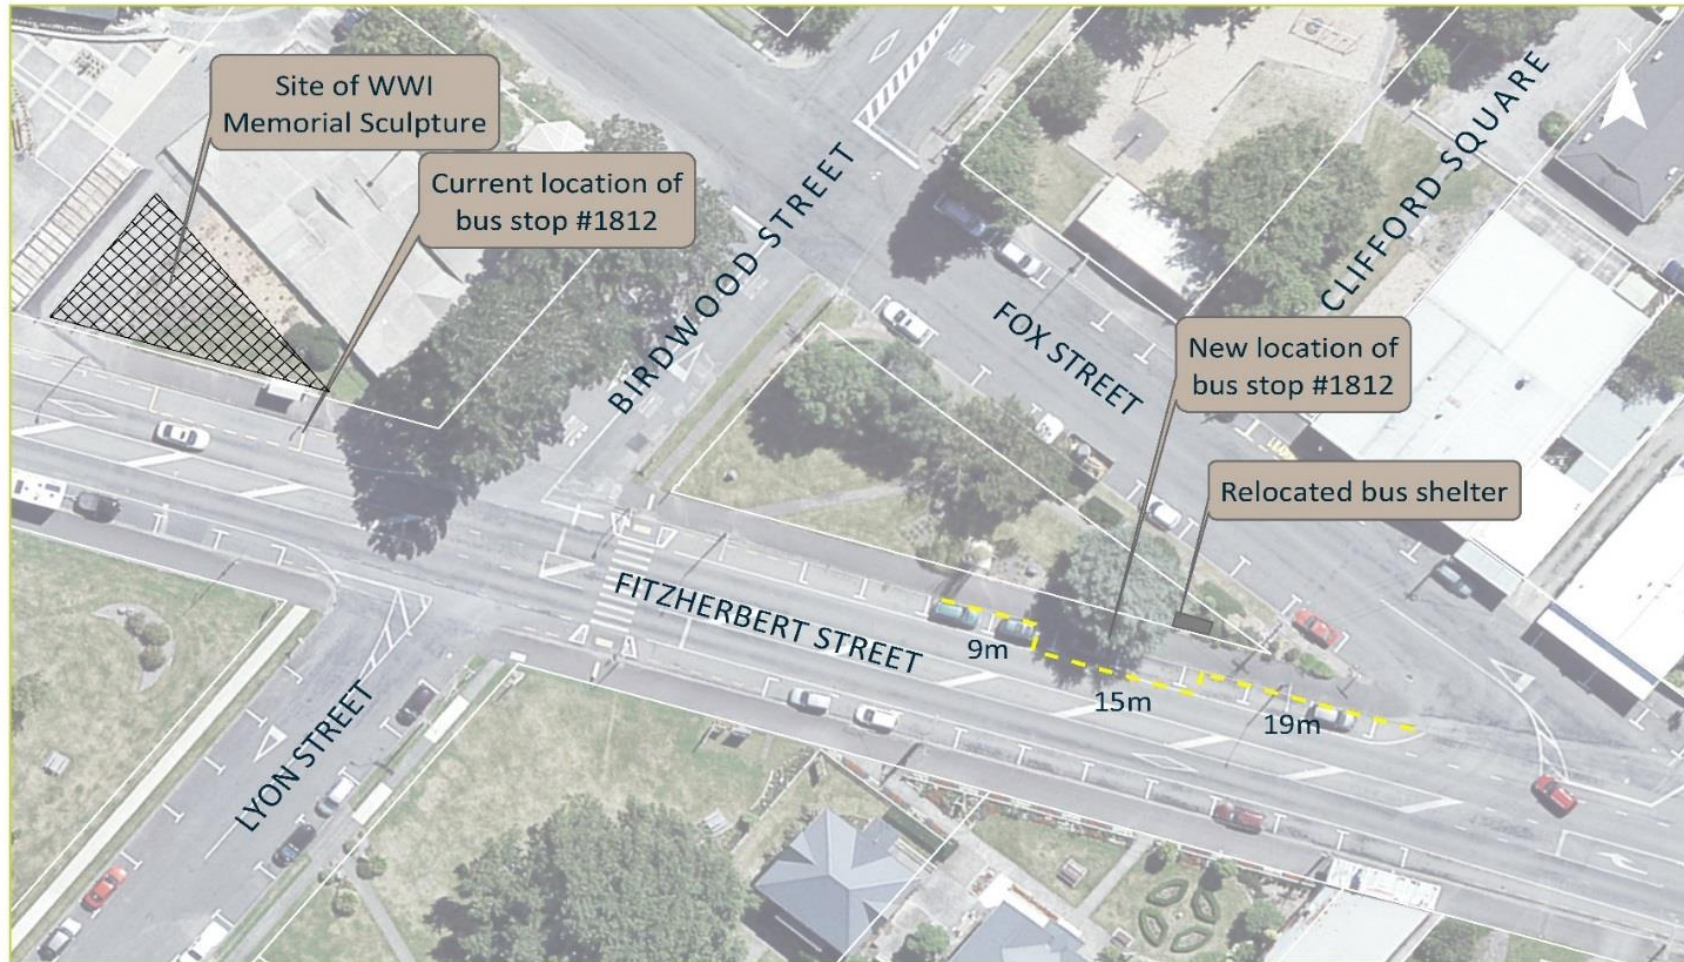 Site of WWI
Memorial Sculpture
Current location of
bus stop #1812
BIRDWOOD STREET
CLIFFORD SQUARE
N
FOX STREET
New location of
bus stop #1812
Relocated bus shelter
FITZHERBERT STREET
9m
15m
19m
LYON STREET